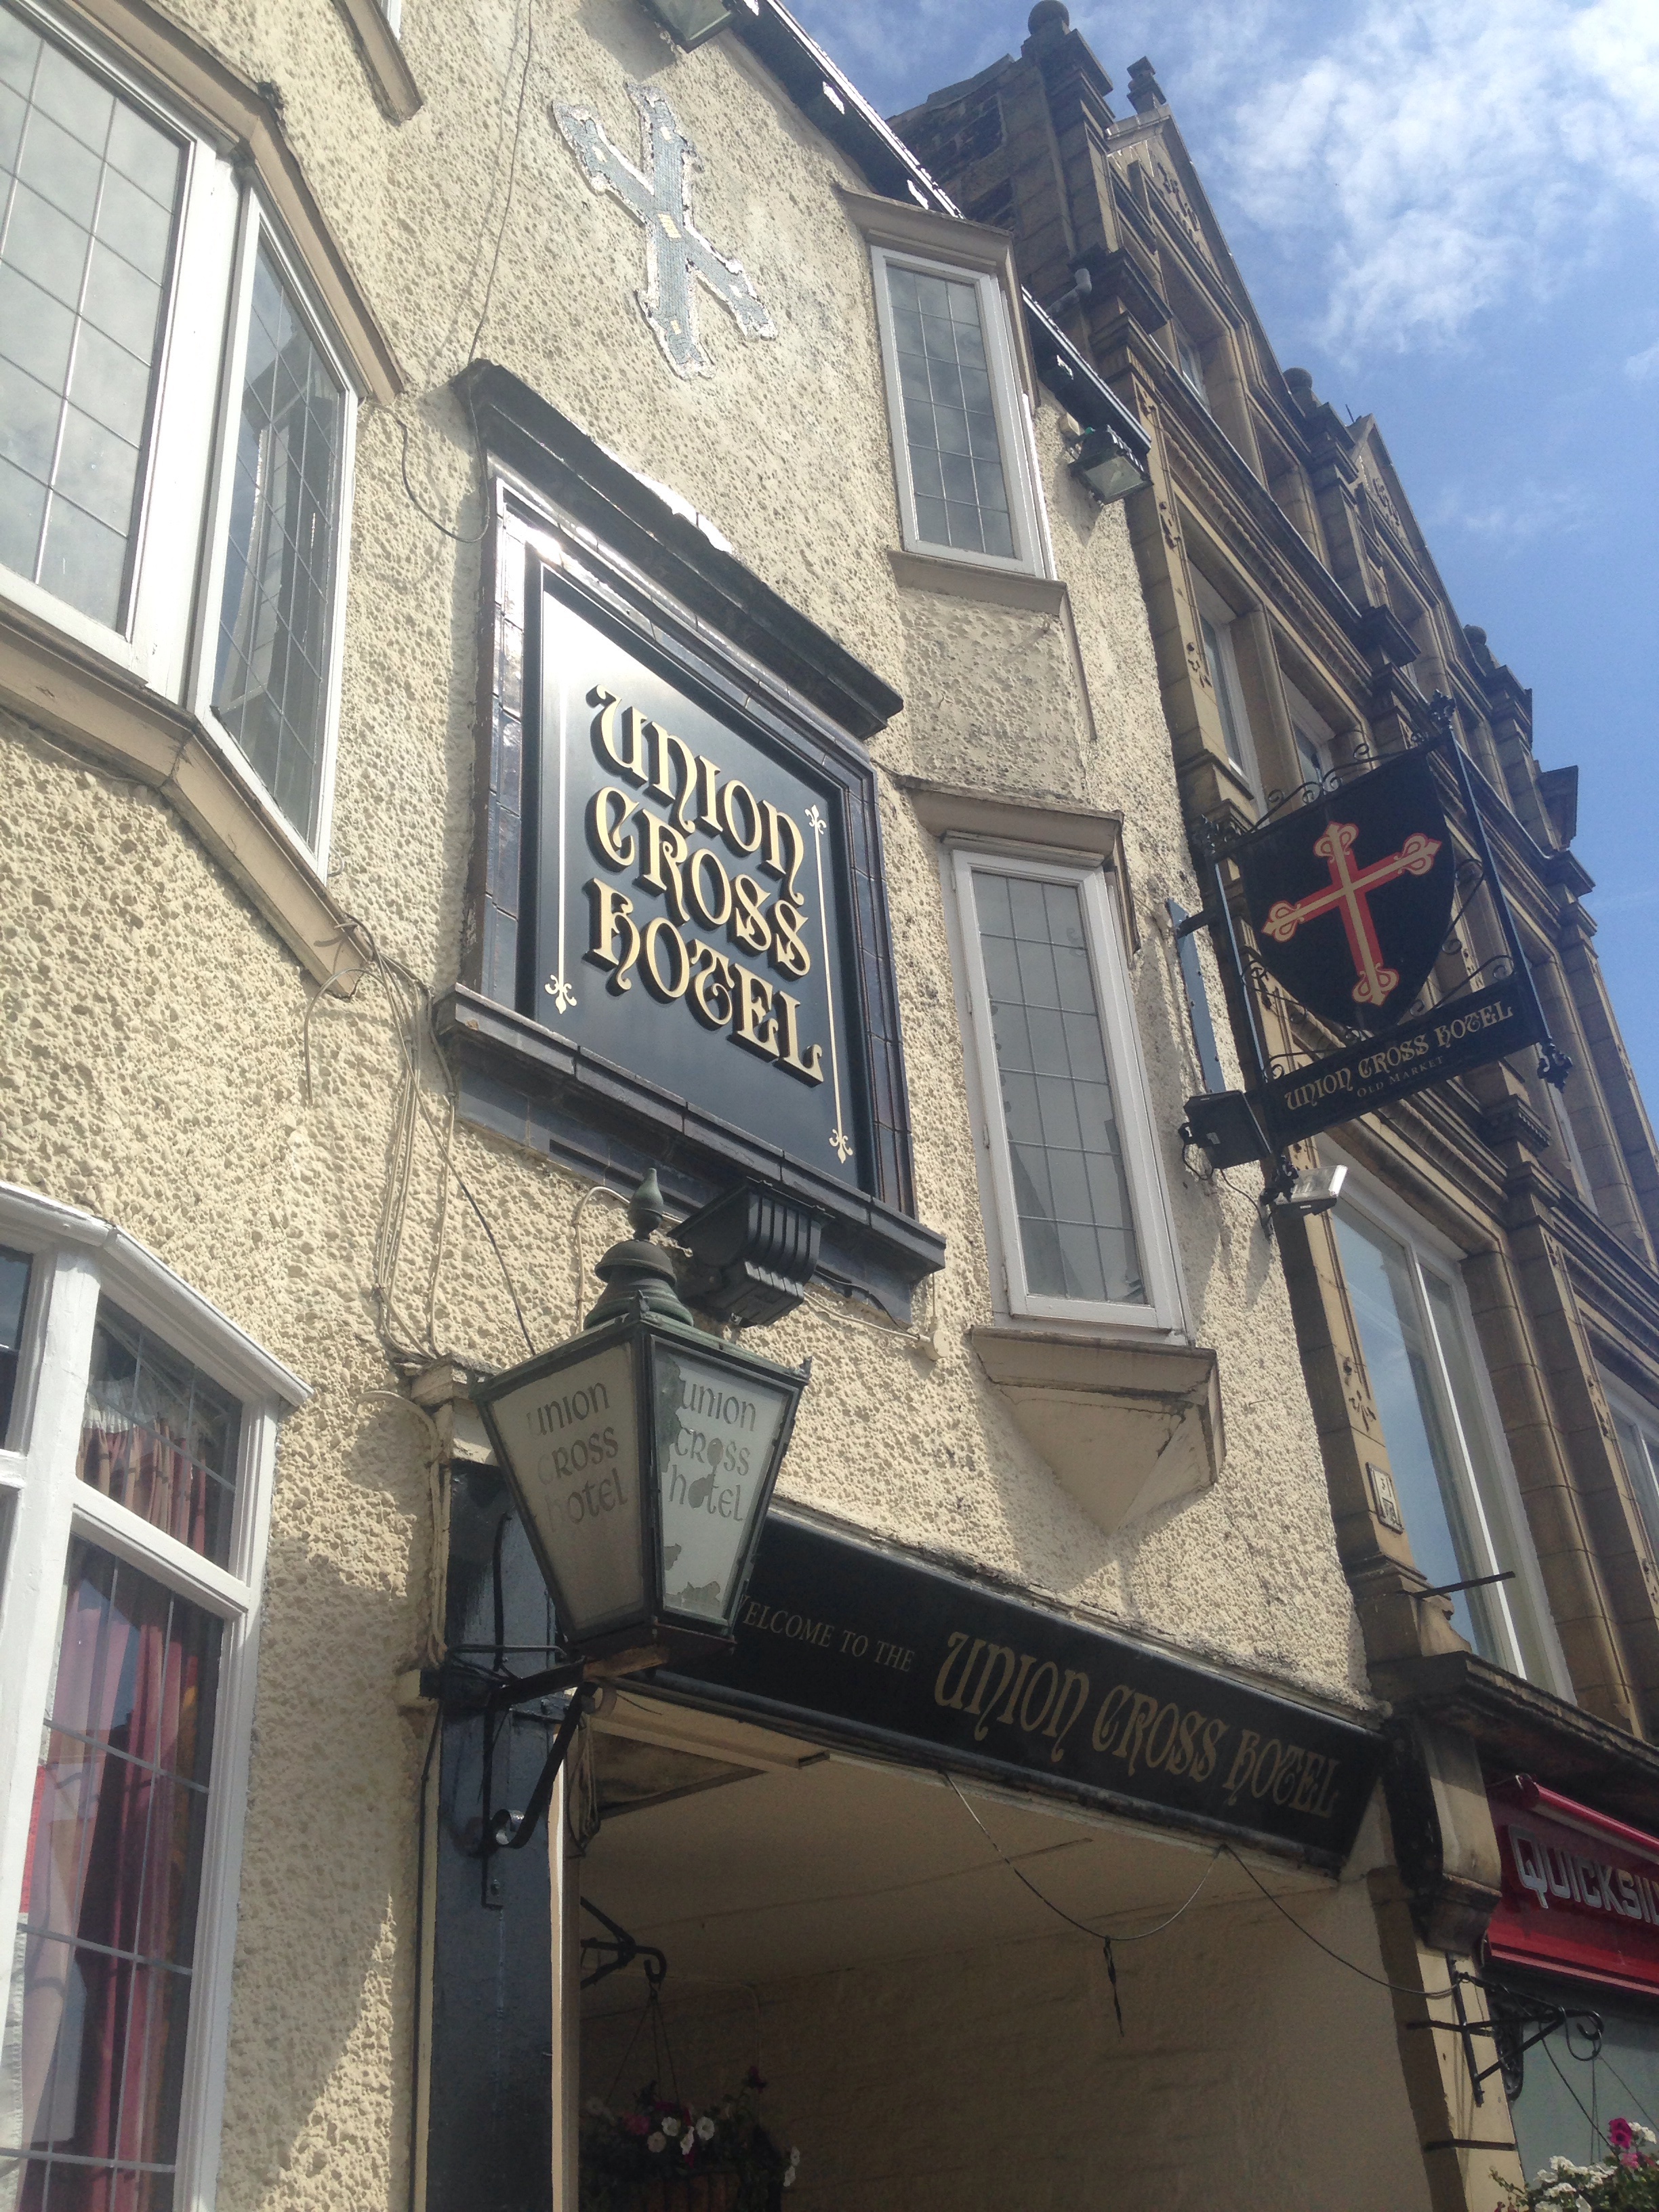 UNION
CROSS
HOTEL
UNION CROSS HOTEL
OLD MARKET
UNION
CROSS
HOTEL
UNION
CROSS
HOTEL
WELCOME TO THE UNION CROSS HOTEL